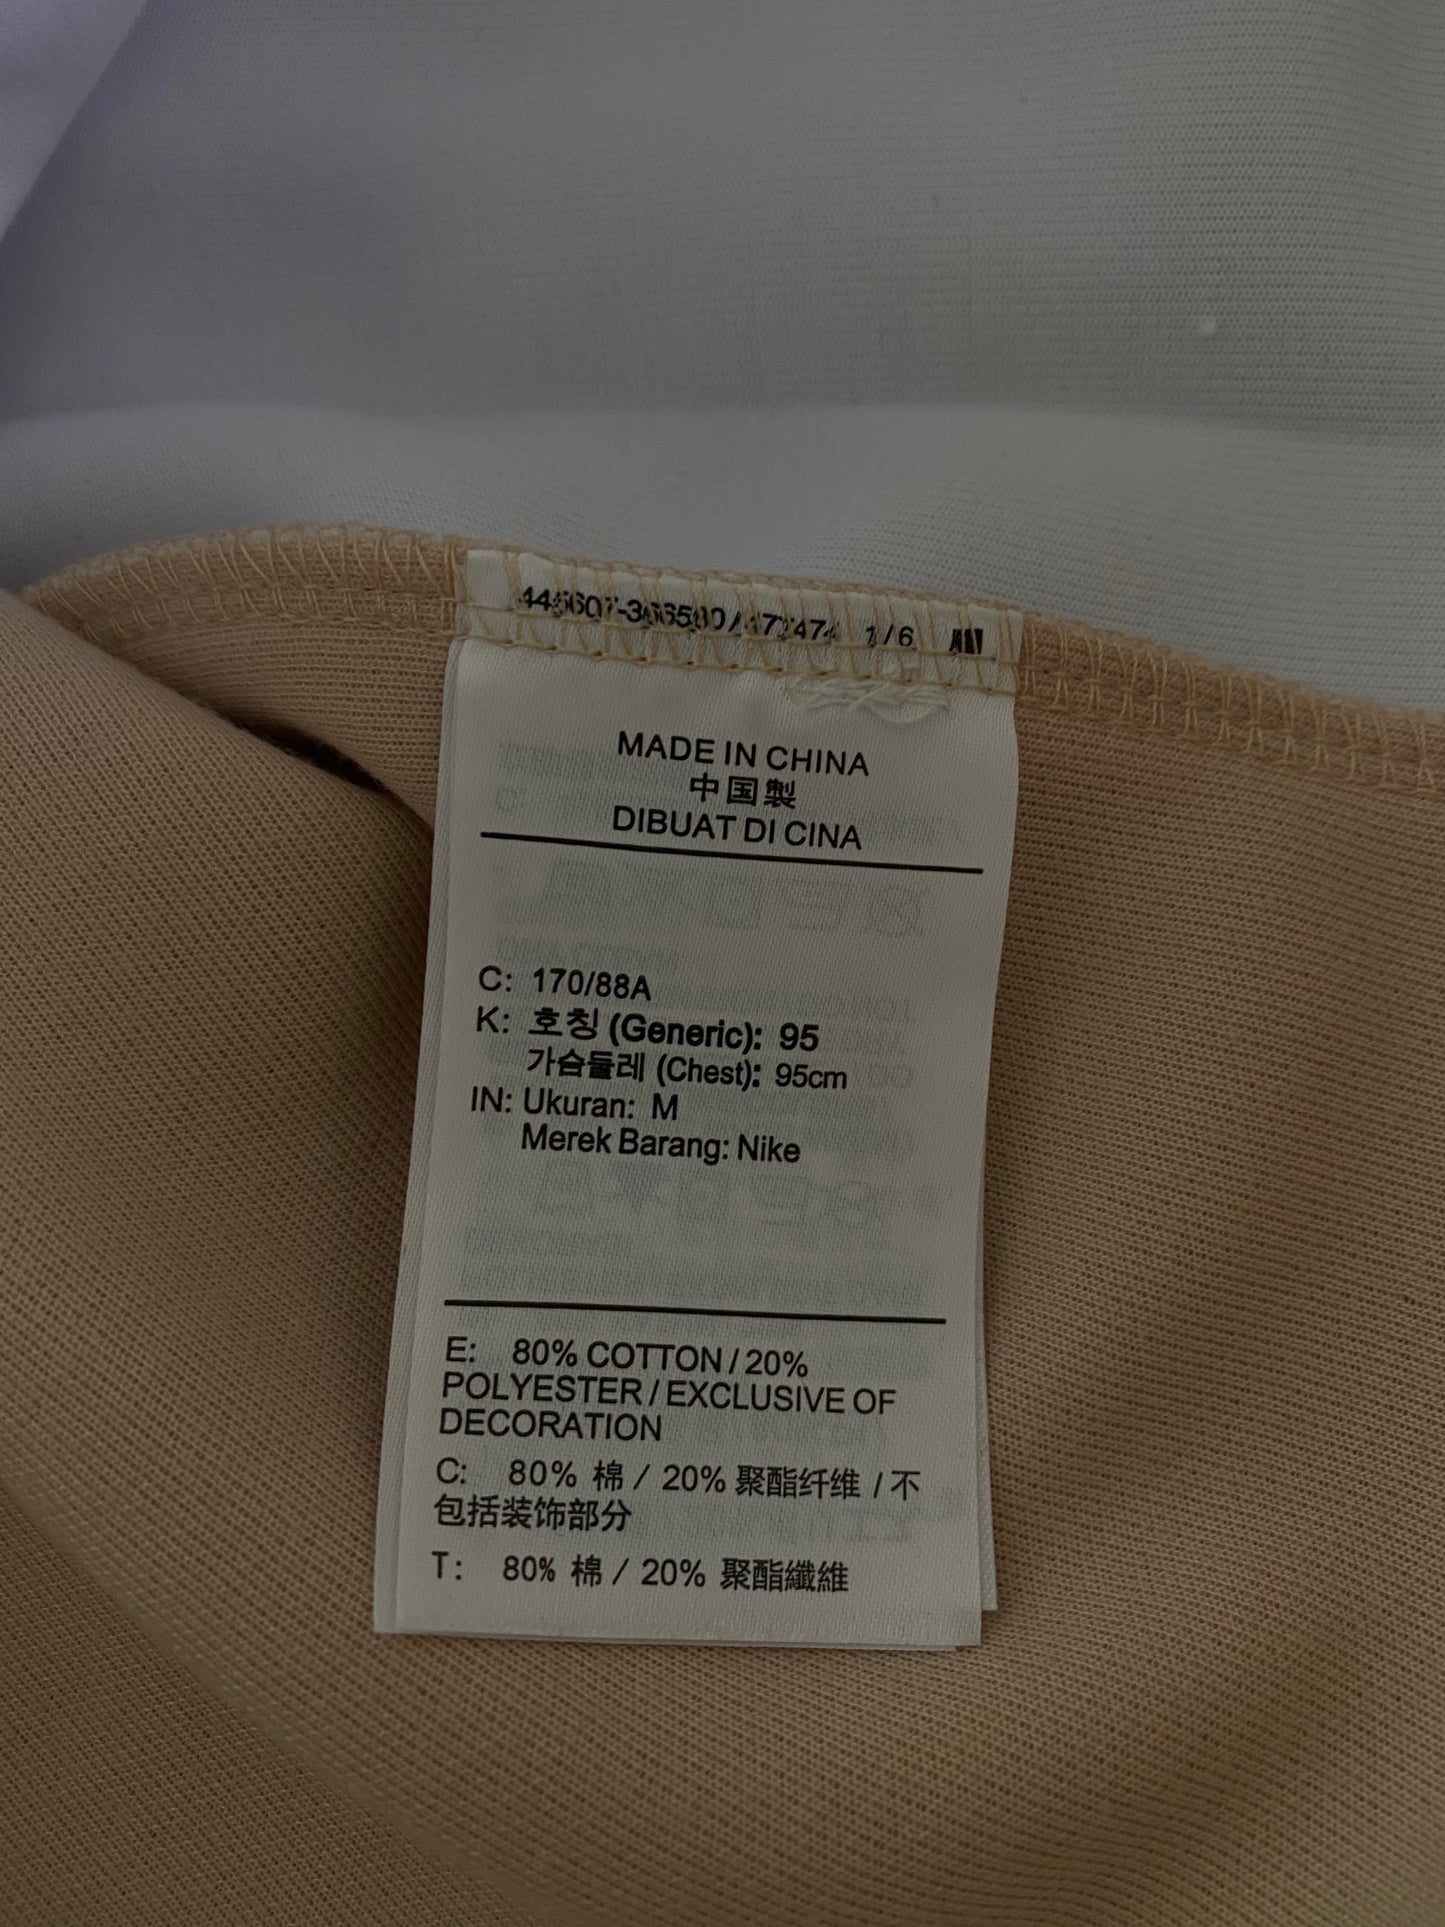 1/6
MADE IN CHINA
中国製
DIBUAT DI CINA
C: 170/88A
K: 호칭 (Generic): 95
가슴둘레 (Chest): 95cm
IN: Ukuran: M
Merek Barang: Nike
E: 80% COTTON / 20%
POLYESTER / EXCLUSIVE OF
DECORATION
C: 80% 棉 / 20% 聚酯纤维 / 不
包括装饰部分
T: 80% 棉 / 20% 聚酯纖維